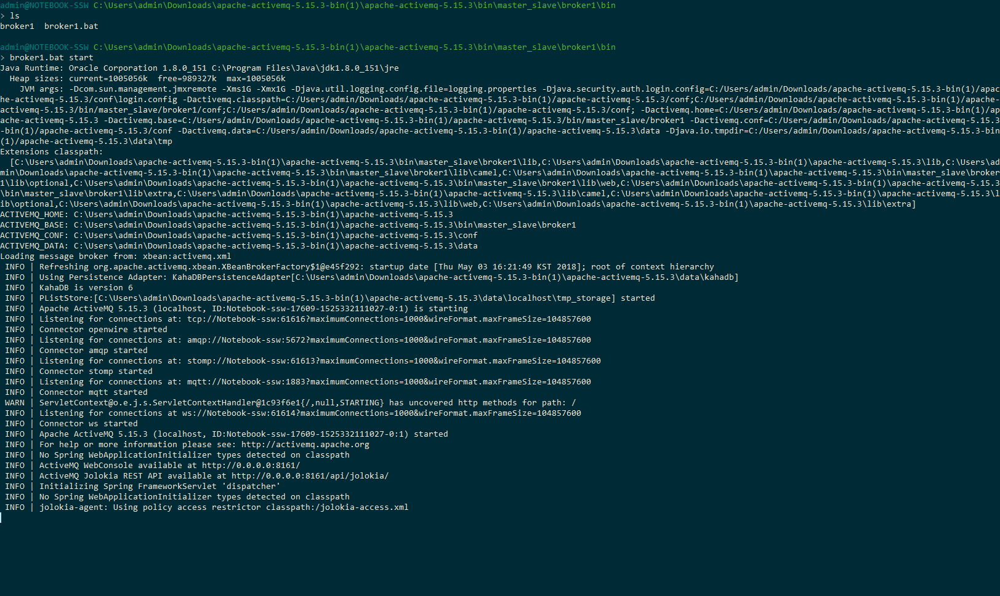 admin@NOTEBOOK-SSW C:\Users\admin\Downloads\apache-activemq-5.15.3-bin(1)\apache-activemq-5.15.3\bin\master_slave\broker1\bin
> ls
broker1  broker1.bat
admin@NOTEBOOK-SSW C:\Users\admin\Downloads\apache-activemq-5.15.3-bin(1)\apache-activemq-5.15.3\bin\master_slave\broker1\bin
> broker1.bat start
Java Runtime: Oracle Corporation 1.8.0_151 C:\Program Files\Java\jdk1.8.0_151\jre
  Heap sizes: current=1005056k  free=989327k  max=1005056k
    JVM args: -Dcom.sun.management.jmxremote -Xms1G -Xmx1G -Djava.util.logging.config.file=logging.properties -Djava.security.auth.login.config=C:/Users/admin/Downloads/apache-activemq-5.15.3-bin(1)/apac
he-activemq-5.15.3/conf\login.config -Dactivemq.classpath=C:/Users/admin/Downloads/apache-activemq-5.15.3-bin(1)/apache-activemq-5.15.3/conf;C:/Users/admin/Downloads/apache-activemq-5.15.3-bin(1)/apache-
activemq-5.15.3/bin/master_slave/broker1/conf;C:/Users/admin/Downloads/apache-activemq-5.15.3-bin(1)/apache-activemq-5.15.3/conf; -Dactivemq.home=C:/Users/admin/Downloads/apache-activemq-5.15.3-bin(1)/ap
ache-activemq-5.15.3 -Dactivemq.base=C:/Users/admin/Downloads/apache-activemq-5.15.3-bin(1)/apache-activemq-5.15.3/bin/master_slave/broker1 -Dactivemq.conf=C:/Users/admin/Downloads/apache-activemq-5.15.3
-bin(1)/apache-activemq-5.15.3/conf -Dactivemq.data=C:/Users/admin/Downloads/apache-activemq-5.15.3-bin(1)/apache-activemq-5.15.3\data -Djava.io.tmpdir=C:/Users/admin/Downloads/apache-activemq-5.15.3-bin
(1)/apache-activemq-5.15.3\data\tmp
Extensions classpath:
  [C:\Users\admin\Downloads\apache-activemq-5.15.3-bin(1)\apache-activemq-5.15.3\bin\master_slave\broker1\lib,C:\Users\admin\Downloads\apache-activemq-5.15.3-bin(1)\apache-activemq-5.15.3\lib,C:\Users\ad
min\Downloads\apache-activemq-5.15.3-bin(1)\apache-activemq-5.15.3\bin\master_slave\broker1\lib\camel,C:\Users\admin\Downloads\apache-activemq-5.15.3-bin(1)\apache-activemq-5.15.3\bin\master_slave\broker
1\lib\optional,C:\Users\admin\Downloads\apache-activemq-5.15.3-bin(1)\apache-activemq-5.15.3\bin\master_slave\broker1\lib\web,C:\Users\admin\Downloads\apache-activemq-5.15.3-bin(1)\apache-activemq-5.15.3
\bin\master_slave\broker1\lib\extra,C:\Users\admin\Downloads\apache-activemq-5.15.3-bin(1)\apache-activemq-5.15.3\lib\camel,C:\Users\admin\Downloads\apache-activemq-5.15.3-bin(1)\apache-activemq-5.15.3\l
ib\optional,C:\Users\admin\Downloads\apache-activemq-5.15.3-bin(1)\apache-activemq-5.15.3\lib\web,C:\Users\admin\Downloads\apache-activemq-5.15.3-bin(1)\apache-activemq-5.15.3\lib\extra]
ACTIVEMQ_HOME: C:\Users\admin\Downloads\apache-activemq-5.15.3-bin(1)\apache-activemq-5.15.3
ACTIVEMQ_BASE: C:\Users\admin\Downloads\apache-activemq-5.15.3-bin(1)\apache-activemq-5.15.3\bin\master_slave\broker1
ACTIVEMQ_CONF: C:\Users\admin\Downloads\apache-activemq-5.15.3-bin(1)\apache-activemq-5.15.3\conf
ACTIVEMQ_DATA: C:\Users\admin\Downloads\apache-activemq-5.15.3-bin(1)\apache-activemq-5.15.3\data
Loading message broker from: xbean:activemq.xml
 INFO | Refreshing org.apache.activemq.xbean.XBeanBrokerFactory$1@e45f292: startup date [Thu May 03 16:21:49 KST 2018]; root of context hierarchy
 INFO | Using Persistence Adapter: KahaDBPersistenceAdapter[C:\Users\admin\Downloads\apache-activemq-5.15.3-bin(1)\apache-activemq-5.15.3\data\kahadb]
 INFO | KahaDB is version 6
 INFO | PListStore:[C:\Users\admin\Downloads\apache-activemq-5.15.3-bin(1)\apache-activemq-5.15.3\data\localhost\tmp_storage] started
 INFO | Apache ActiveMQ 5.15.3 (localhost, ID:Notebook-ssw-17609-1525332111027-0:1) is starting
 INFO | Listening for connections at: tcp://Notebook-ssw:61616?maximumConnections=1000&wireFormat.maxFrameSize=104857600
 INFO | Connector openwire started
 INFO | Listening for connections at: amqp://Notebook-ssw:5672?maximumConnections=1000&wireFormat.maxFrameSize=104857600
 INFO | Connector amqp started
 INFO | Listening for connections at: stomp://Notebook-ssw:61613?maximumConnections=1000&wireFormat.maxFrameSize=104857600
 INFO | Connector stomp started
 INFO | Listening for connections at: mqtt://Notebook-ssw:1883?maximumConnections=1000&wireFormat.maxFrameSize=104857600
 INFO | Connector mqtt started
 WARN | ServletContext@o.e.j.s.ServletContextHandler@1c93f6e1{/,null,STARTING} has uncovered http methods for path: /
 INFO | Listening for connections at ws://Notebook-ssw:61614?maximumConnections=1000&wireFormat.maxFrameSize=104857600
 INFO | Connector ws started
 INFO | Apache ActiveMQ 5.15.3 (localhost, ID:Notebook-ssw-17609-1525332111027-0:1) started
 INFO | For help or more information please see: http://activemq.apache.org
 INFO | No Spring WebApplicationInitializer types detected on classpath
 INFO | ActiveMQ WebConsole available at http://0.0.0.0:8161/
 INFO | ActiveMQ Jolokia REST API available at http://0.0.0.0:8161/api/jolokia/
 INFO | Initializing Spring FrameworkServlet 'dispatcher'
 INFO | No Spring WebApplicationInitializer types detected on classpath
 INFO | jolokia-agent: Using policy access restrictor classpath:/jolokia-access.xml